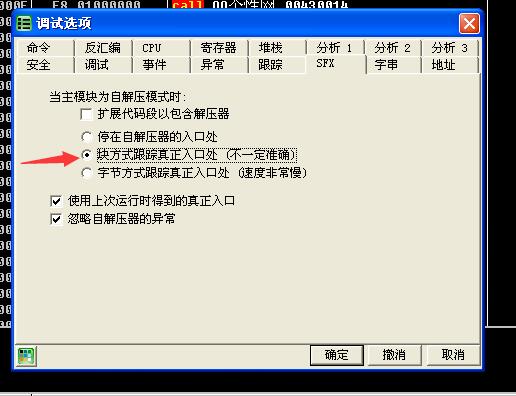 E8 01000000 call QQ个性网.00430014
调试选项
命令 反汇编 CPU 寄存器 堆栈 分析 1 分析 2 分析 3
安全 调试 事件 异常 跟踪 SFX 字串 地址
当主模块为自解压模式时:
扩展代码段以包含解压器
停在自解压器的入口处
块方式跟踪真正入口处 (不一定准确)
字节方式跟踪真正入口处 (速度非常慢)
使用上次运行时得到的真正入口
忽略自解压器的异常
确定 撤消 取消